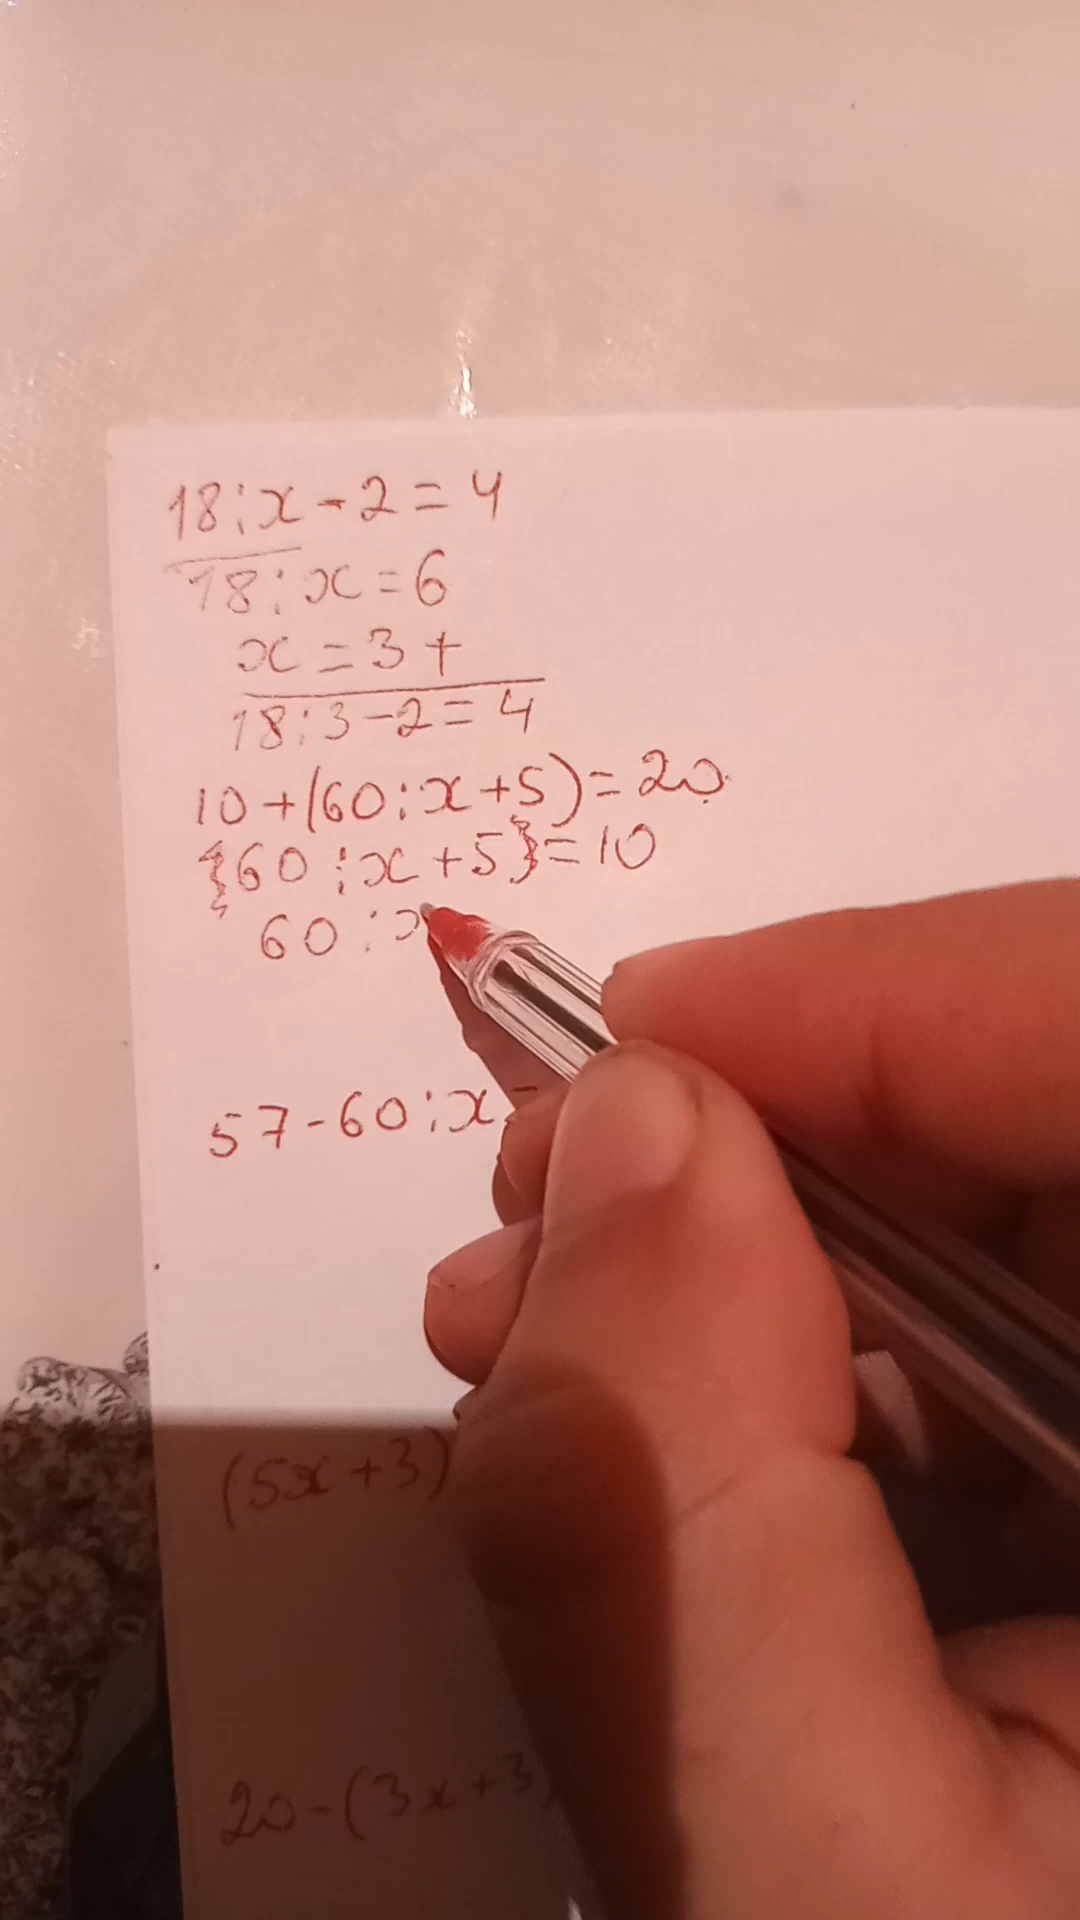 18:x-2=4
18:x=6
x=3+
18:3-2=4
10+(60:x+5)=20
{60:x+5}=10
60:x
57-60:x=
(5x+3)
20-(3x+3